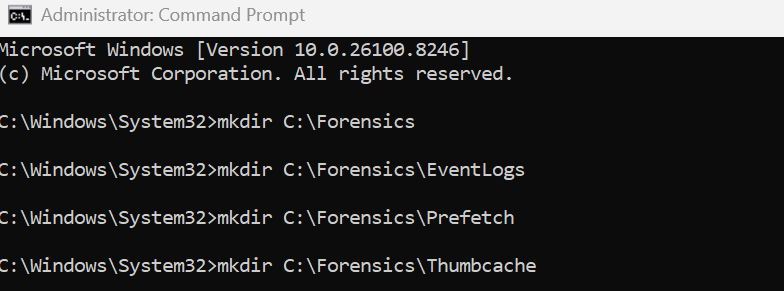 Administrator: Command Prompt
Microsoft Windows [Version 10.0.26100.8246]
(c) Microsoft Corporation. All rights reserved.
C:\Windows\System32>mkdir C:\Forensics
C:\Windows\System32>mkdir C:\Forensics\EventLogs
C:\Windows\System32>mkdir C:\Forensics\Prefetch
C:\Windows\System32>mkdir C:\Forensics\Thumbcache